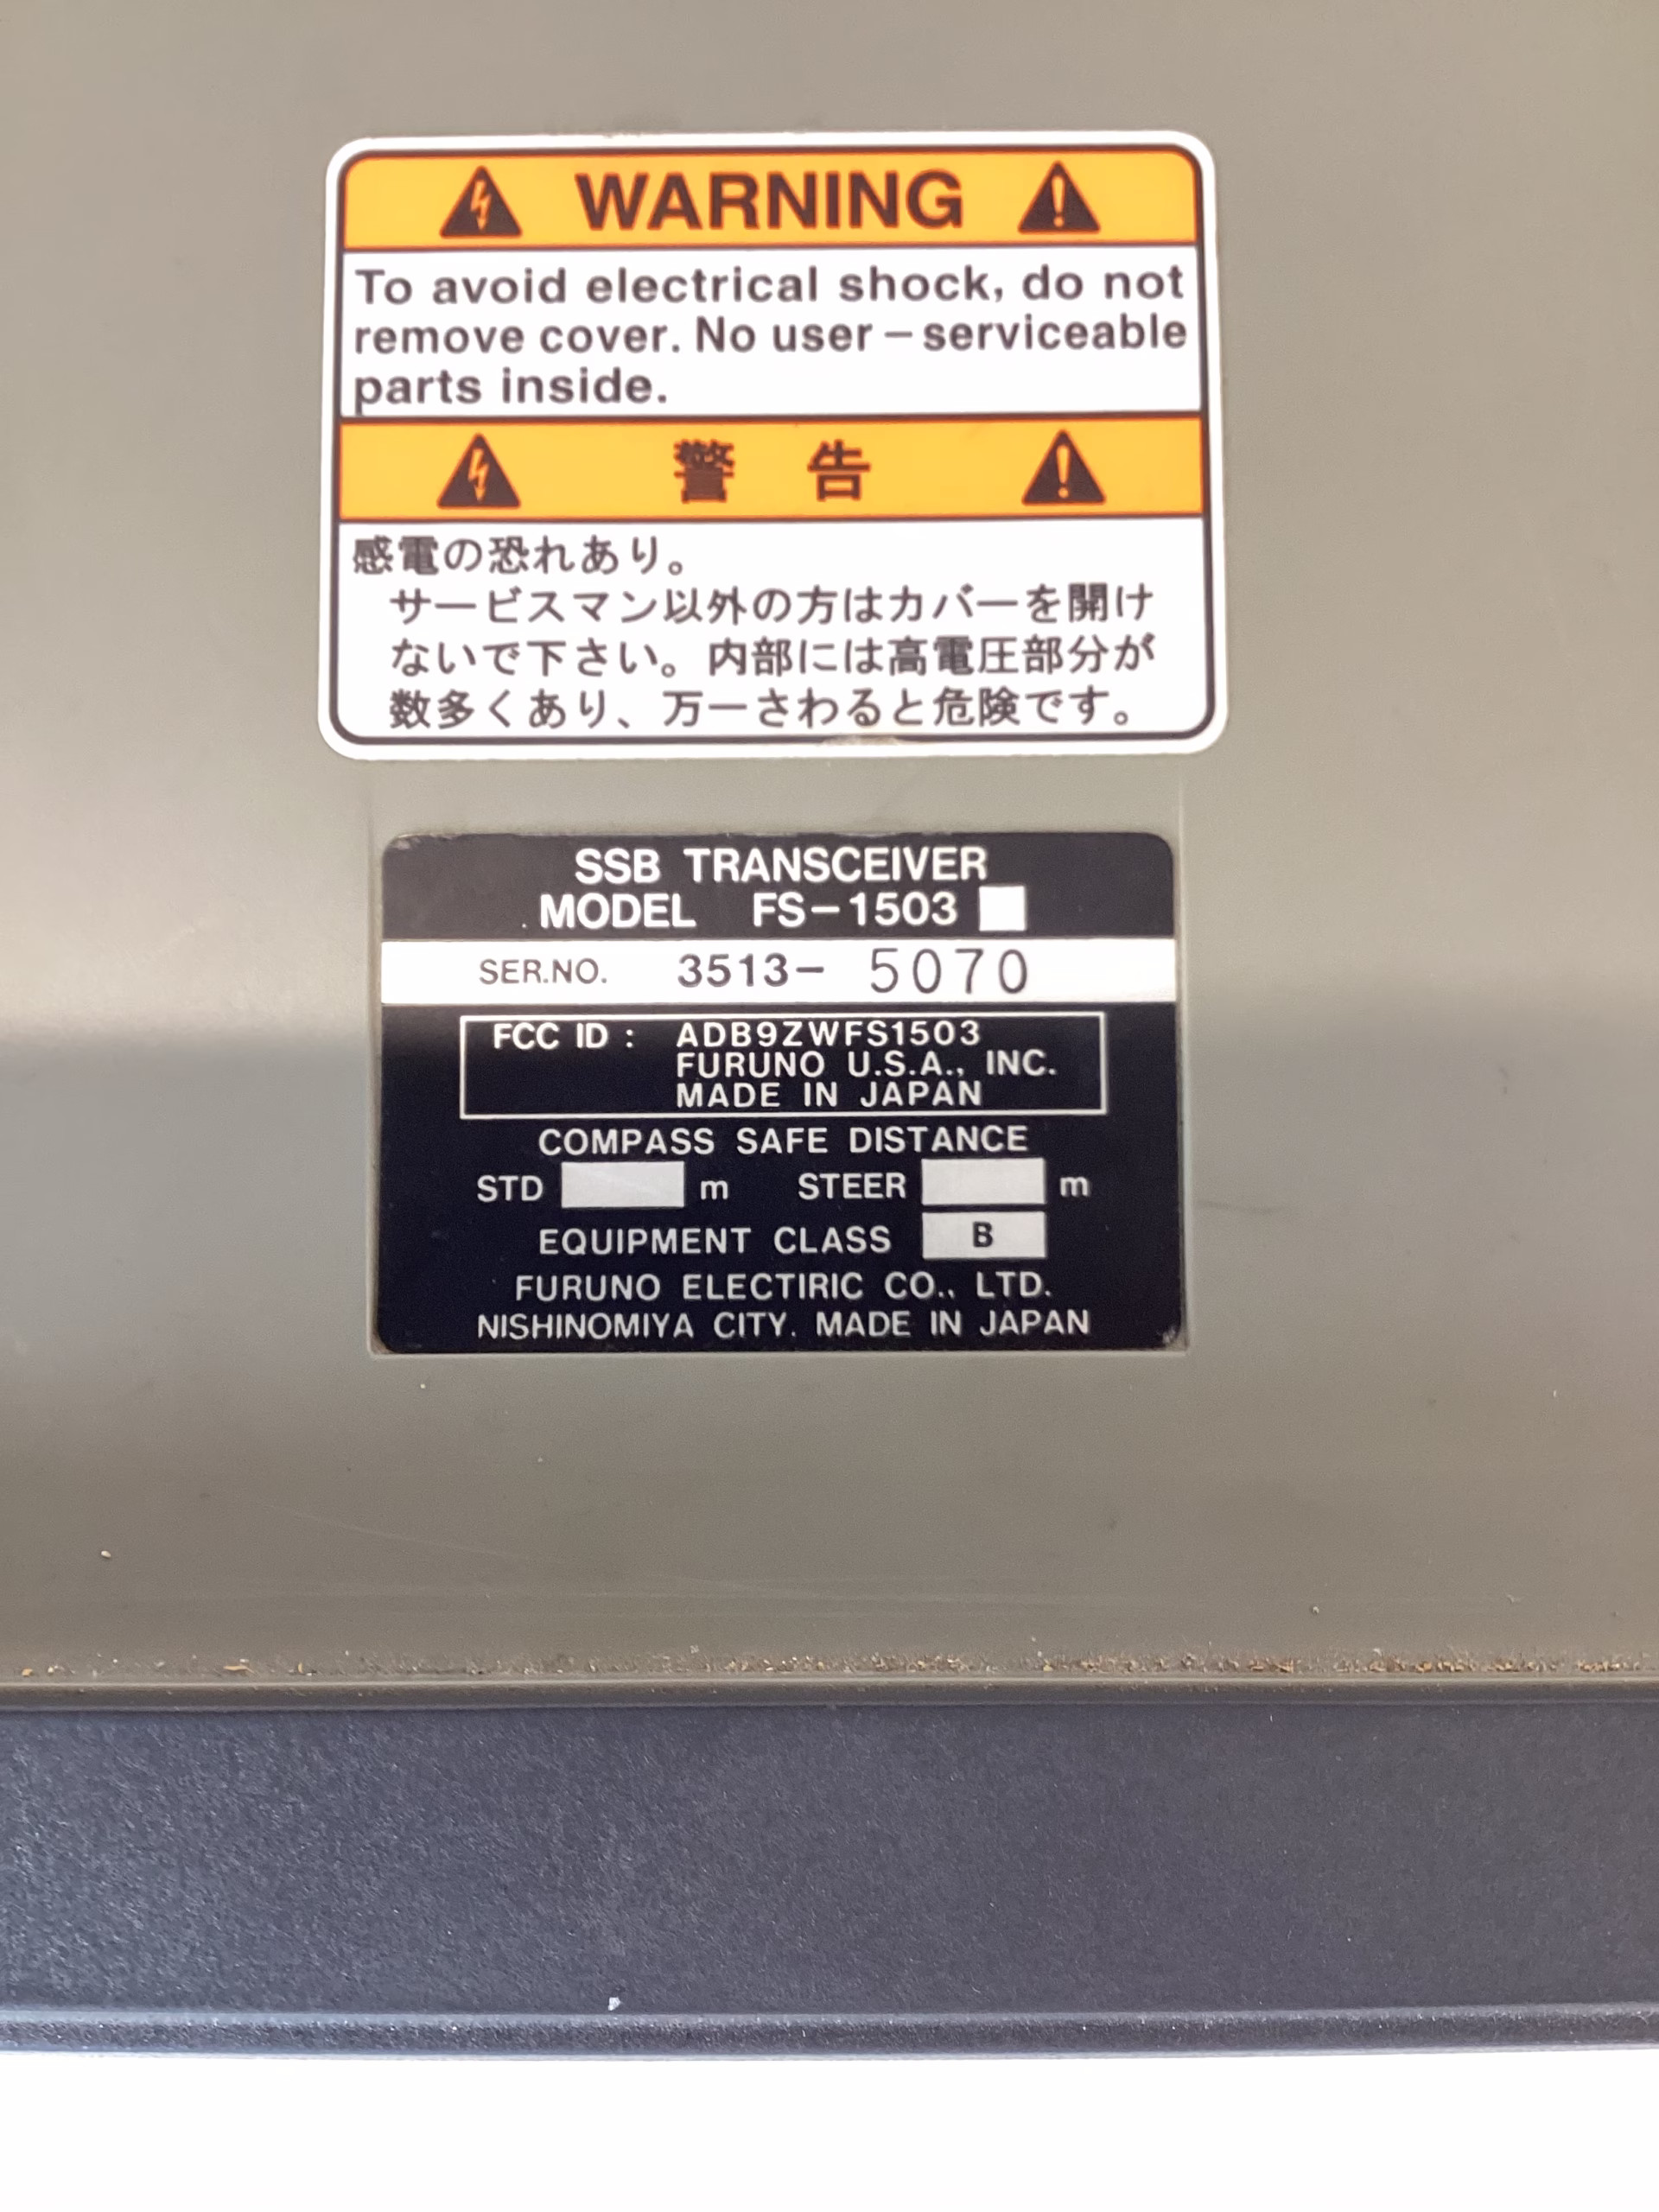 WARNING
To avoid electrical shock, do not
remove cover. No user－serviceable
parts inside.
警 告
感電の恐れあり。
サービスマン以外の方はカバーを開け
ないで下さい。内部には高電圧部分が
数多くあり、万一さわると危険です。
SSB TRANSCEIVER
MODEL FS-1503
SER.NO. 3513- 5070
FCC ID : ADB9ZWFS1503
FURUNO U.S.A., INC.
MADE IN JAPAN
COMPASS SAFE DISTANCE
STD m STEER m
EQUIPMENT CLASS B
FURUNO ELECTIRIC CO., LTD.
NISHINOMIYA CITY. MADE IN JAPAN